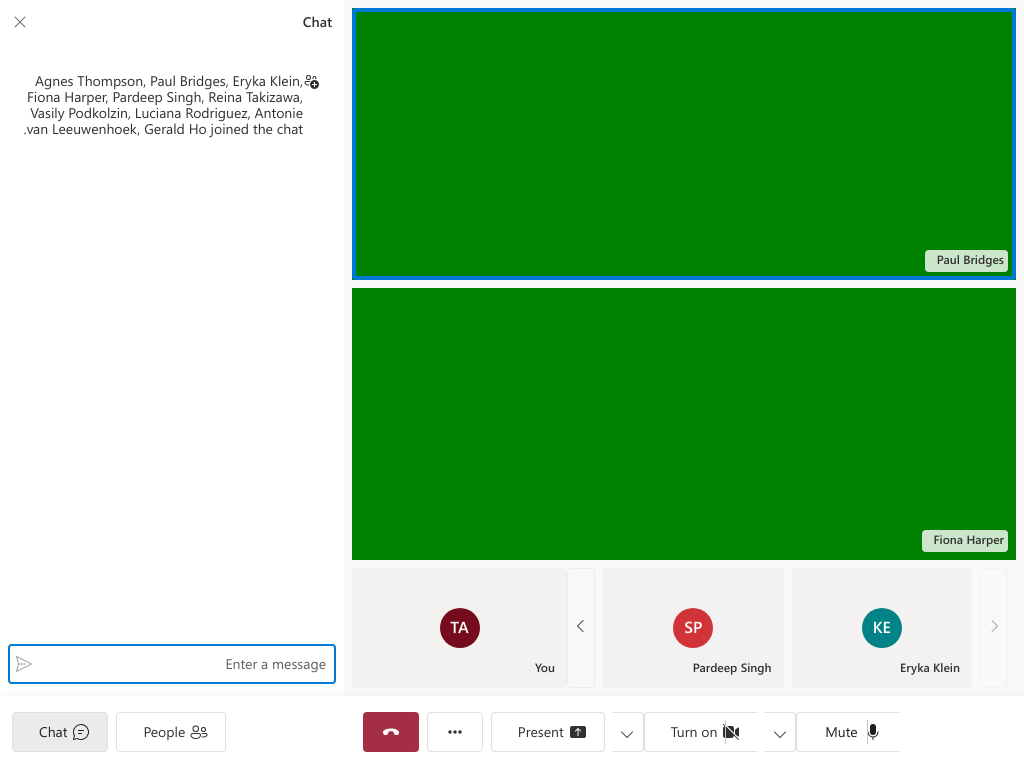 Chat
Agnes Thompson, Paul Bridges, Eryka Klein,
Fiona Harper, Pardeep Singh, Reina Takizawa,
Vasily Podkolzin, Luciana Rodriguez, Antonie
.van Leeuwenhoek, Gerald Ho joined the chat
Paul Bridges
Fiona Harper
TA
You
SP
Pardeep Singh
KE
Eryka Klein
Enter a message
Chat
People
Present
Turn on
Mute